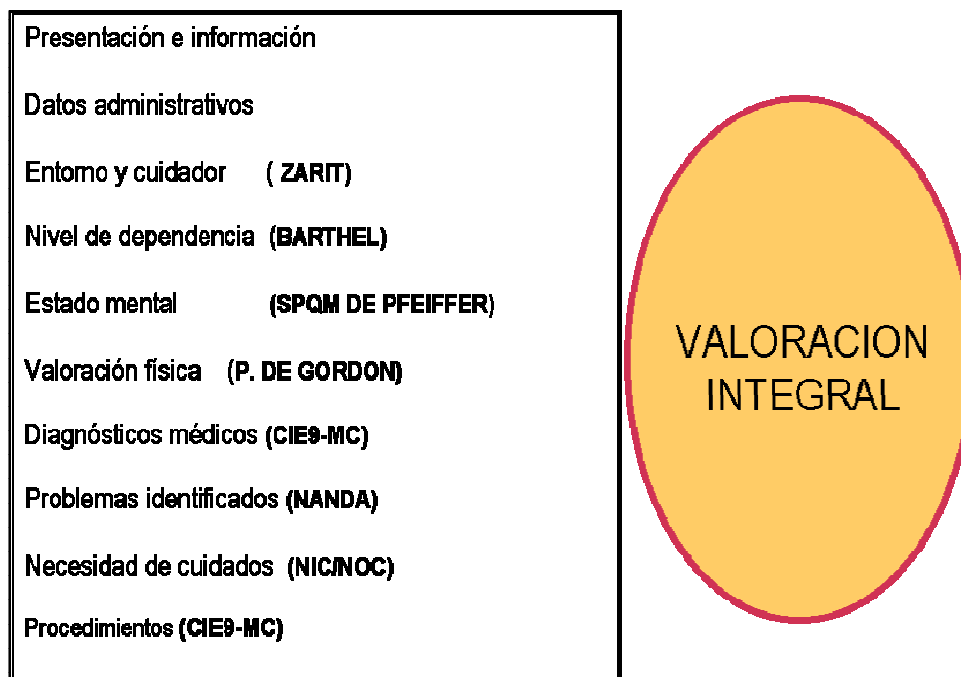 Presentación e información
Datos administrativos
Entorno y cuidador ( ZARIT)
Nivel de dependencia (BARTHEL)
Estado mental (SPQM DE PFEIFFER)
Valoración física (P. DE GORDON)
Diagnósticos médicos (CIE9-MC)
Problemas identificados (NANDA)
Necesidad de cuidados (NIC/NOC)
Procedimientos (CIE9-MC)
VALORACION
INTEGRAL